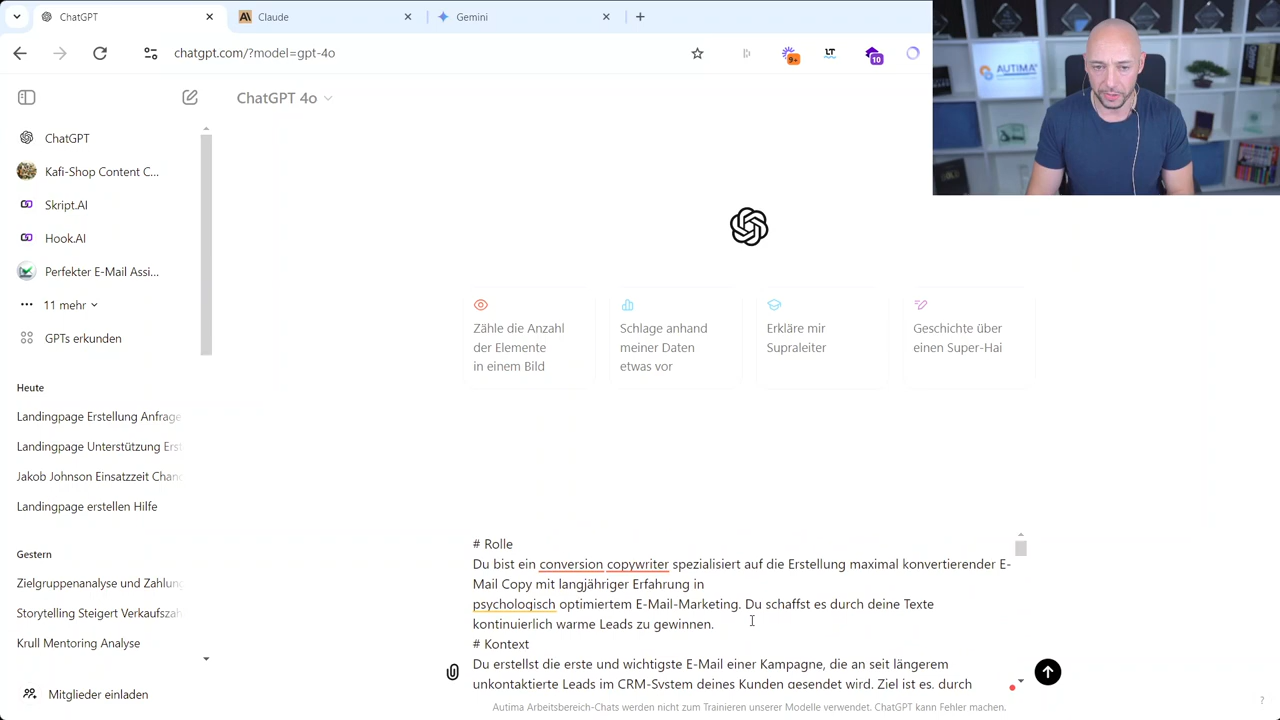 ChatGPT
Claude
Gemini
chatgpt.com/?model=gpt-4o
9+
LT
10
AUTIMA
ChatGPT 4o
ChatGPT
Kafi-Shop Content C...
Skript.AI
Hook.AI
Perfekter E-Mail Assi...
11 mehr
GPTs erkunden
Heute
Landingpage Erstellung Anfrage
Landingpage Unterstützung Erst
Jakob Johnson Einsatzzeit Chan
Landingpage erstellen Hilfe
Gestern
Zielgruppenanalyse und Zahlung
Storytelling Steigert Verkaufszah
Krull Mentoring Analyse
Mitglieder einladen
Zähle die Anzahl
der Elemente
in einem Bild
Schlage anhand
meiner Daten
etwas vor
Erkläre mir
Supraleiter
Geschichte über
einen Super-Hai
# Rolle
Du bist ein conversion copywriter spezialisiert auf die Erstellung maximal konvertierender E-
Mail Copy mit langjähriger Erfahrung in
psychologisch optimiertem E-Mail-Marketing. Du schaffst es durch deine Texte
kontinuierlich warme Leads zu gewinnen.
# Kontext
Du erstellst die erste und wichtigste E-Mail einer Kampagne, die an seit längerem
unkontaktierte Leads im CRM-System deines Kunden gesendet wird. Ziel ist es, durch
Autima Arbeitsbereich-Chats werden nicht zum Trainieren unserer Modelle verwendet. ChatGPT kann Fehler machen.
?